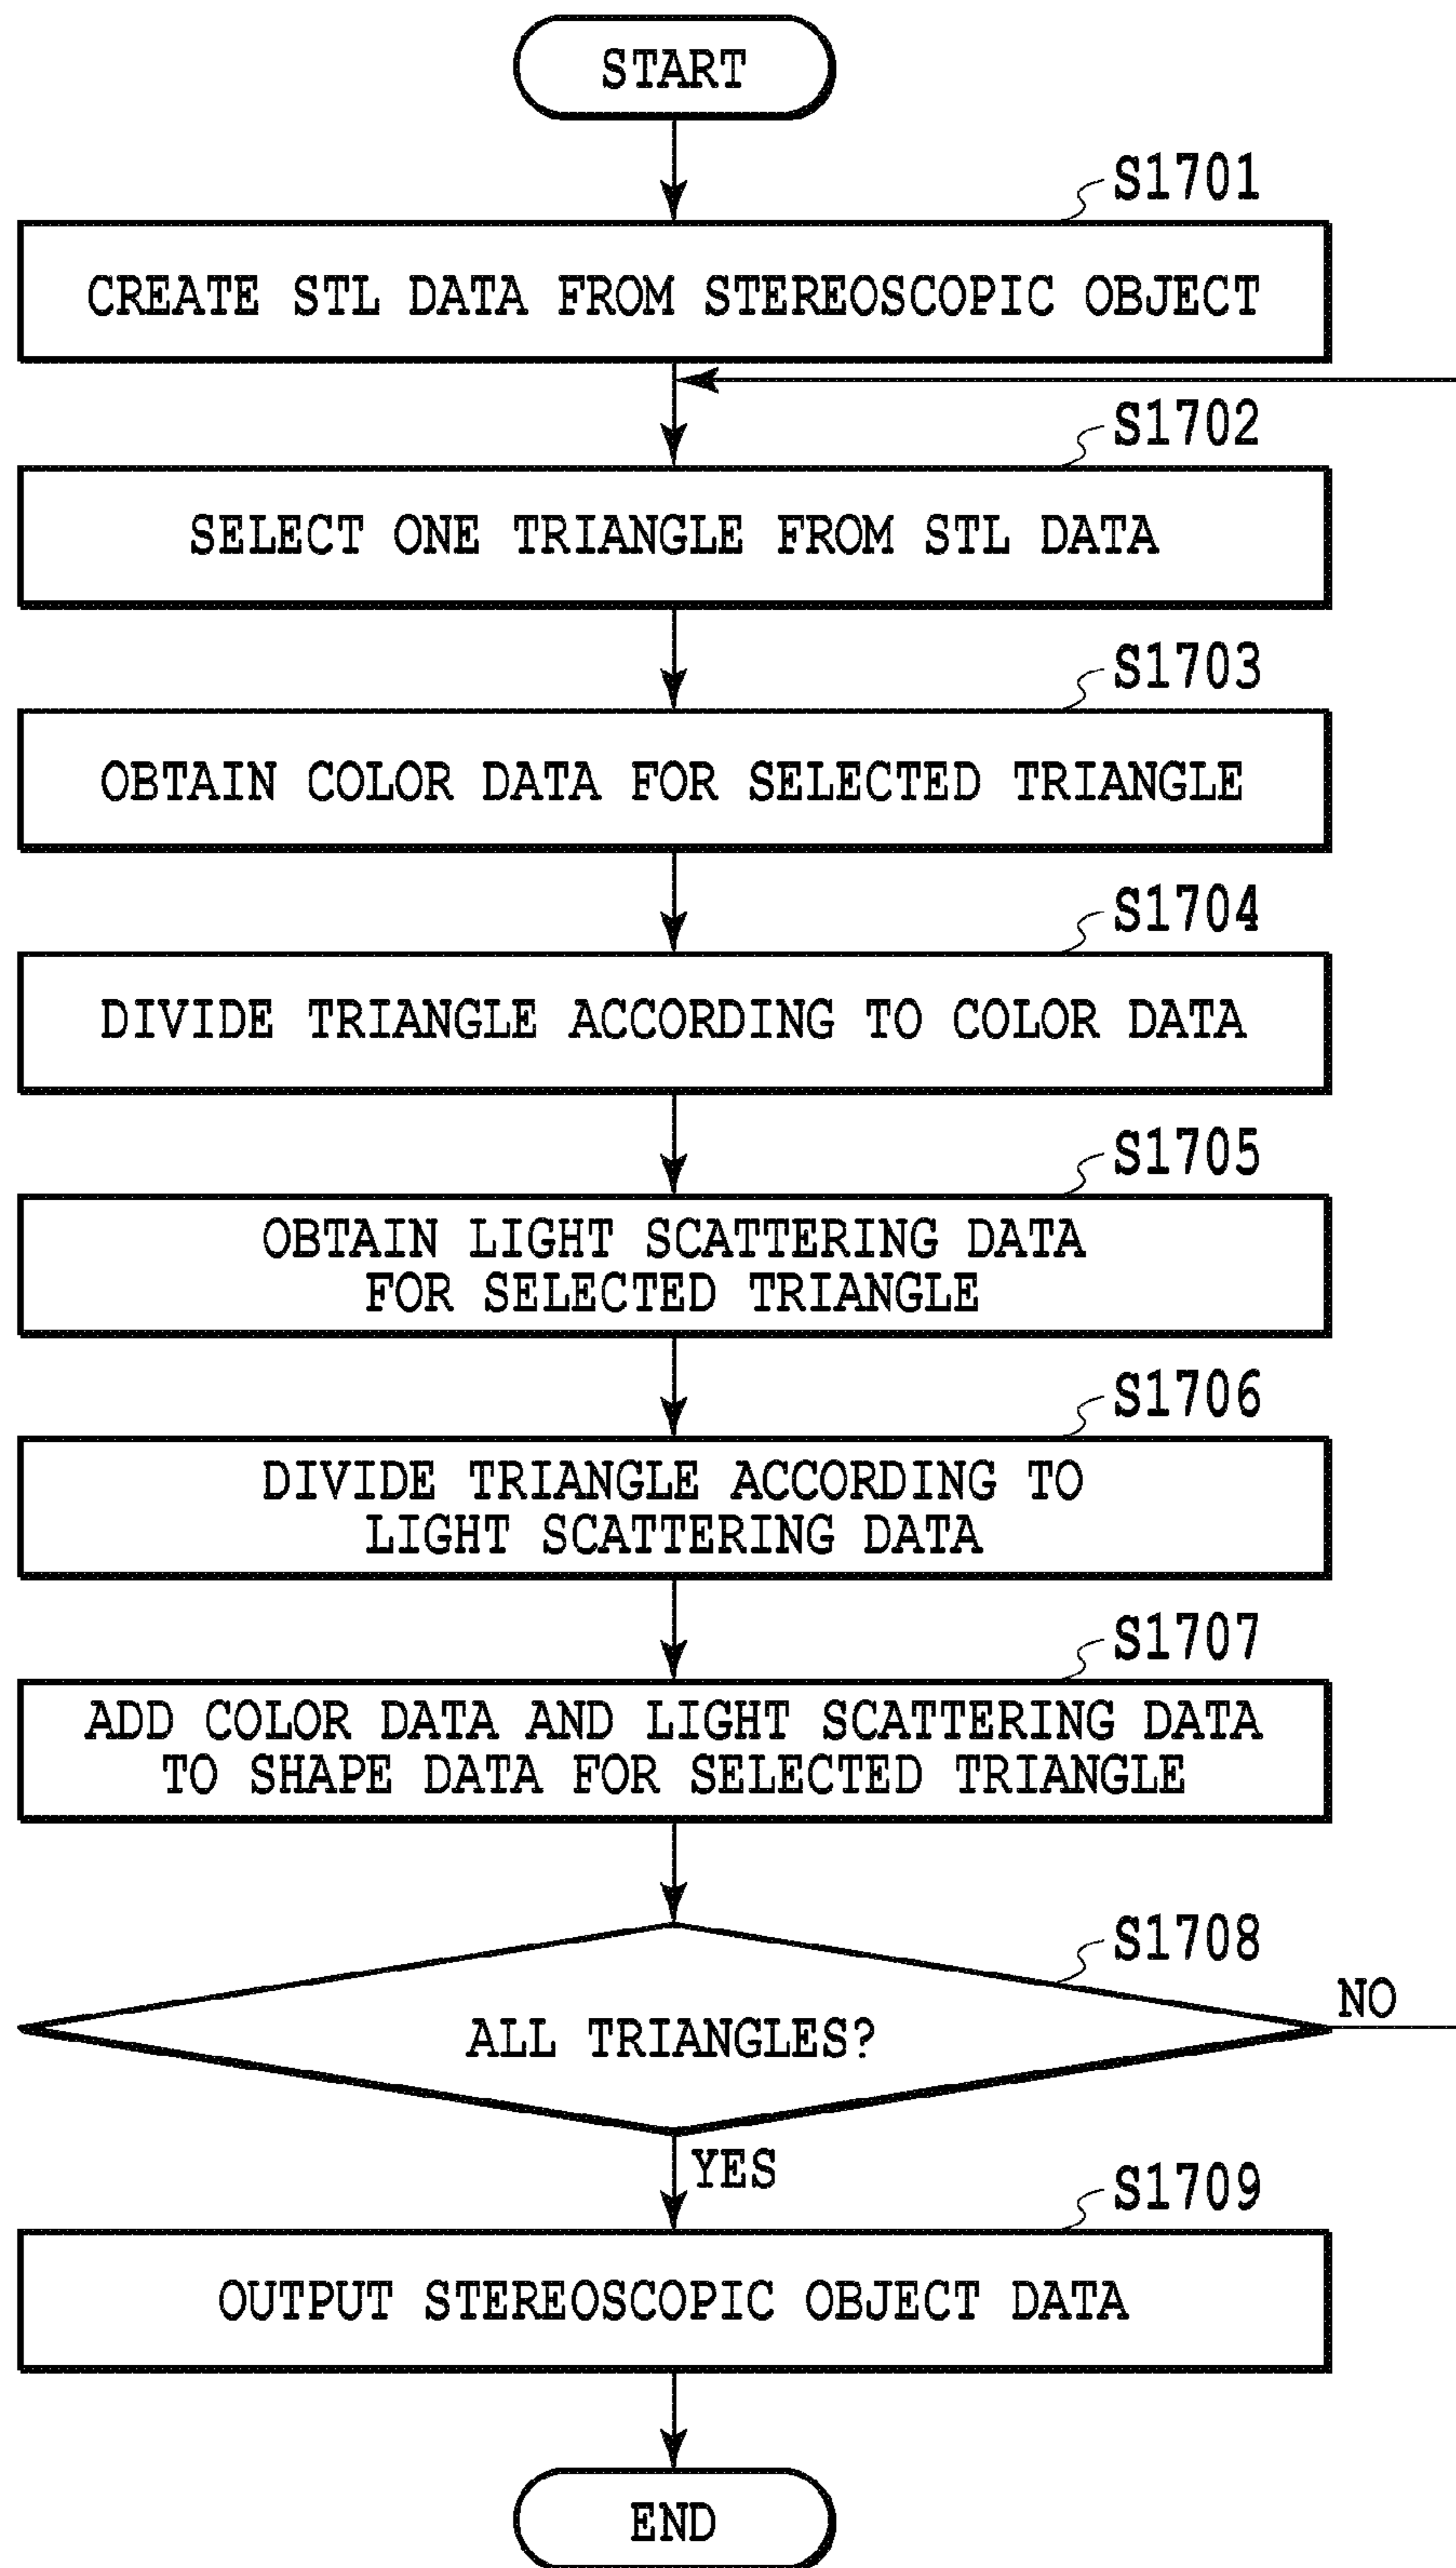 START
S1701
CREATE STL DATA FROM STEREOSCOPIC OBJECT
S1702
SELECT ONE TRIANGLE FROM STL DATA
S1703
OBTAIN COLOR DATA FOR SELECTED TRIANGLE
S1704
DIVIDE TRIANGLE ACCORDING TO COLOR DATA
S1705
OBTAIN LIGHT SCATTERING DATA
FOR SELECTED TRIANGLE
S1706
DIVIDE TRIANGLE ACCORDING TO
LIGHT SCATTERING DATA
S1707
ADD COLOR DATA AND LIGHT SCATTERING DATA
TO SHAPE DATA FOR SELECTED TRIANGLE
S1708
NO
ALL TRIANGLES?
YES
S1709
OUTPUT STEREOSCOPIC OBJECT DATA
END